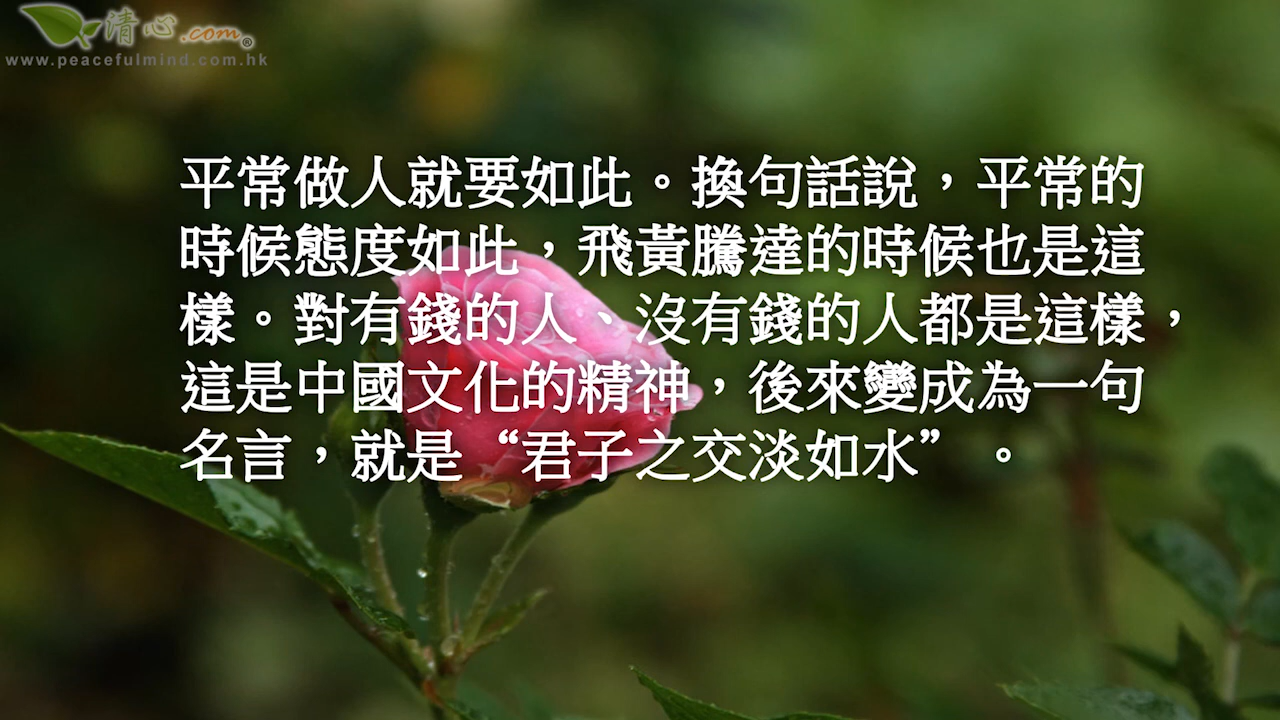 清心.com®
www.peacefulmind.com.hk
平常做人就要如此。換句話說，平常的
時候態度如此，飛黃騰達的時候也是這
樣。對有錢的人、沒有錢的人都是這樣，
這是中國文化的精神，後來變成為一句
名言，就是“君子之交淡如水”。